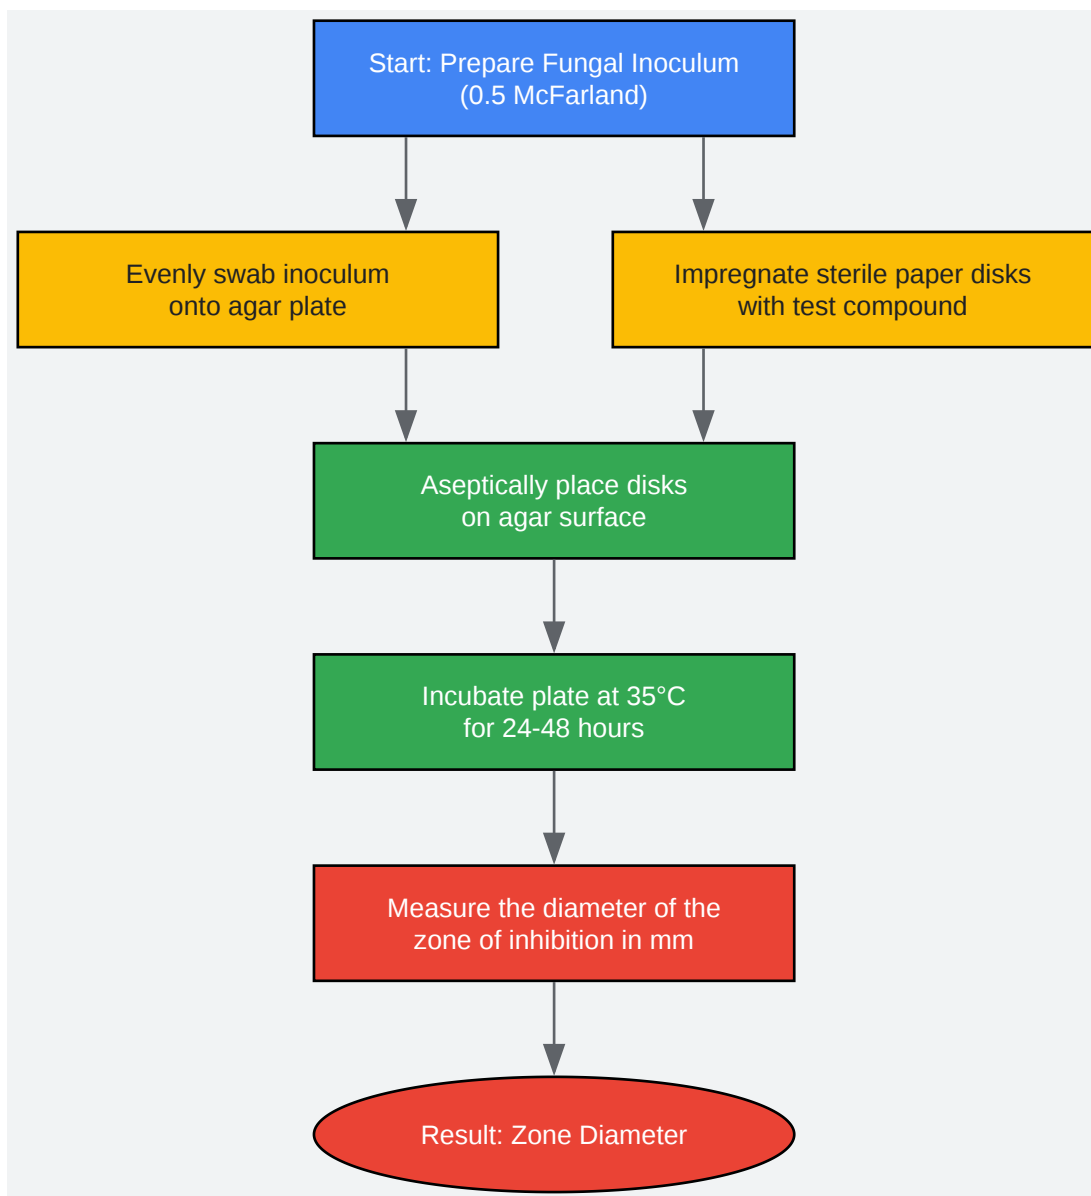 Start: Prepare Fungal Inoculum
(0.5 McFarland)
Evenly swab inoculum
onto agar plate
Impregnate sterile paper disks
with test compound
Aseptically place disks
on agar surface
Incubate plate at 35°C
for 24-48 hours
Measure the diameter of the
zone of inhibition in mm
Result: Zone Diameter